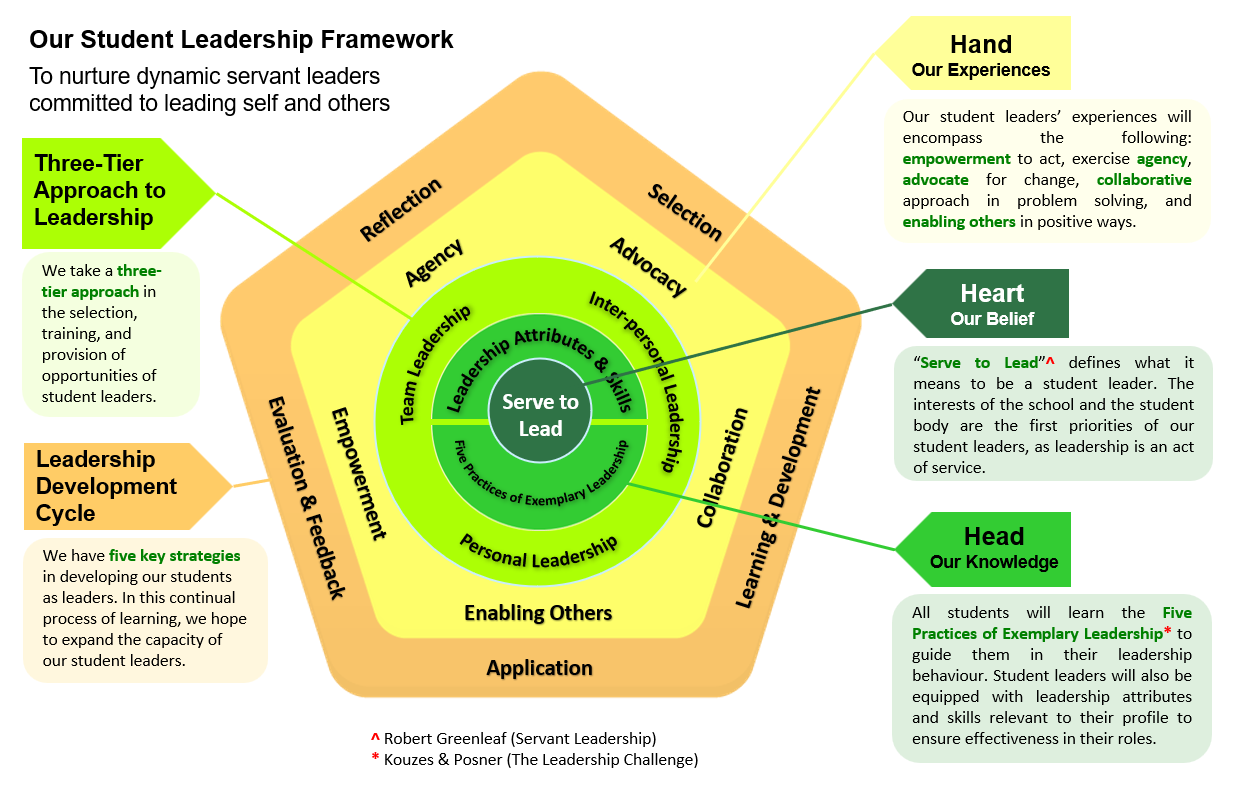 Our Student Leadership Framework
To nurture dynamic servant leaders
committed to leading self and others
Three-Tier
Approach to
Leadership
We take a three-
tier approach in
the selection,
training, and
provision of
opportunities of
student leaders.
Leadership
Development
Cycle
We have five key strategies
in developing our students
as leaders. In this continual
process of learning, we hope
to expand the capacity of
our student leaders.
Reflection
Selection
Learning & Development
Application
Evaluation & Feedback
Agency
Advocacy
Collaboration
Enabling Others
Empowerment
Team Leadership
Inter-personal Leadership
Personal Leadership
Leadership Attributes & Skills
Five Practices of Exemplary Leadership
Serve to
Lead
Hand
Our Experiences
Our student leaders’ experiences will
encompass the following:
empowerment to act, exercise agency,
advocate for change, collaborative
approach in problem solving, and
enabling others in positive ways.
Heart
Our Belief
“Serve to Lead”^ defines what it
means to be a student leader. The
interests of the school and the student
body are the first priorities of our
student leaders, as leadership is an act
of service.
Head
Our Knowledge
All students will learn the Five
Practices of Exemplary Leadership* to
guide them in their leadership
behaviour. Student leaders will also be
equipped with leadership attributes
and skills relevant to their profile to
ensure effectiveness in their roles.
^ Robert Greenleaf (Servant Leadership)
* Kouzes & Posner (The Leadership Challenge)